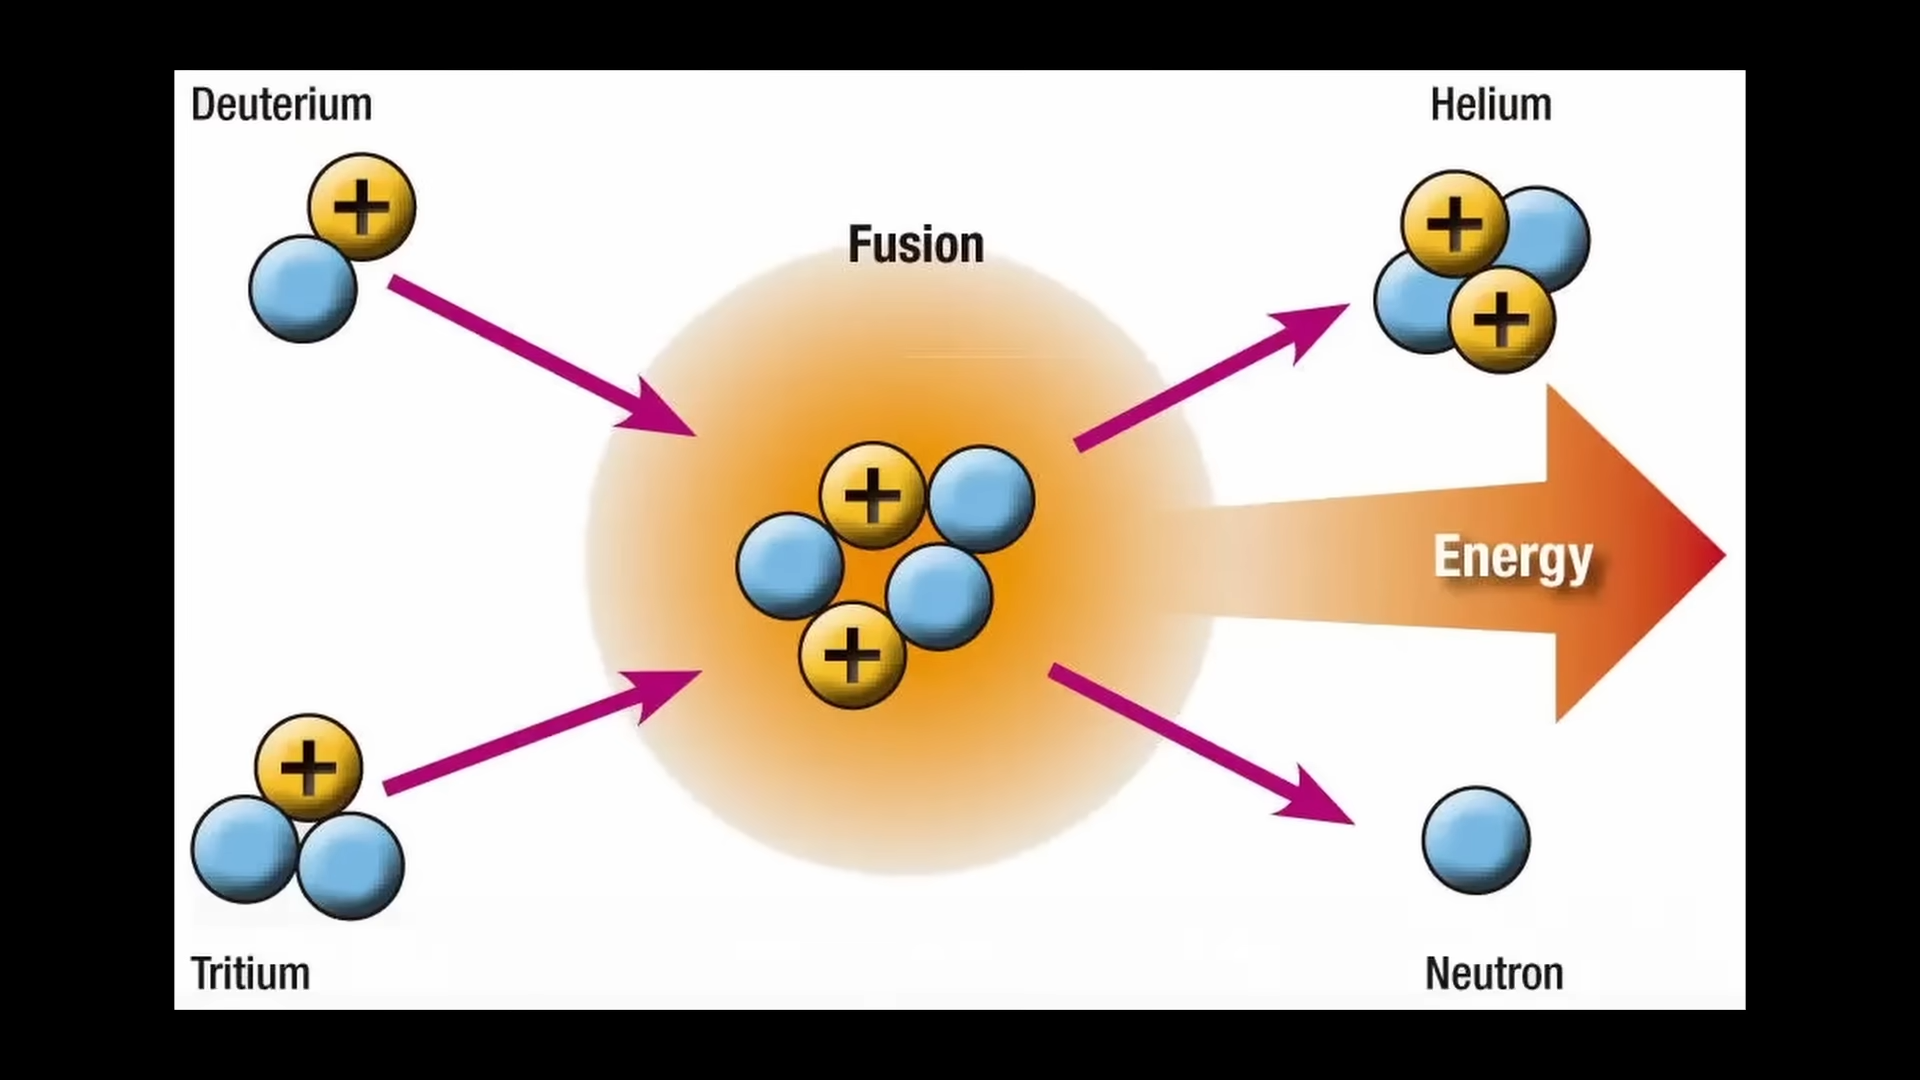 Deuterium
Helium
Fusion
+
+
+
+
+
Energy
+
Tritium
Neutron